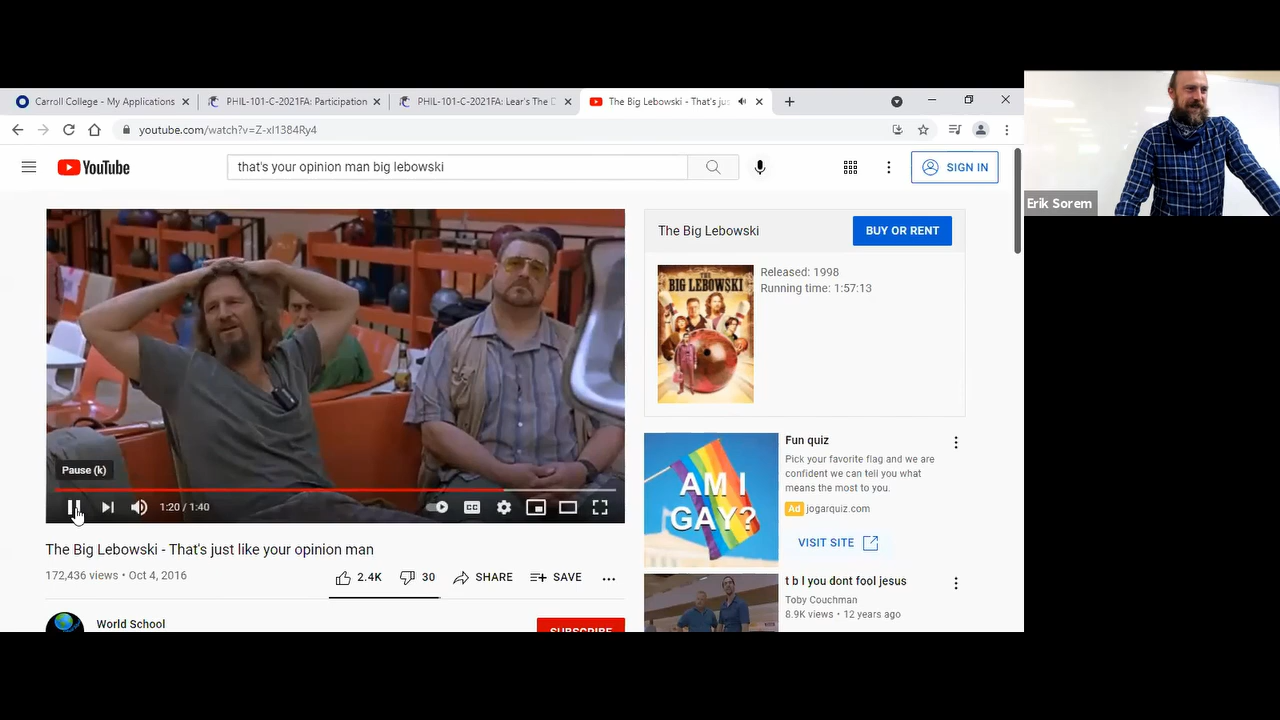 Carroll College - My Applications
PHIL-101-C-2021FA: Participation
PHIL-101-C-2021FA: Lear's The D
The Big Lebowski - That's jus
youtube.com/watch?v=Z-xI1384Ry4
YouTube
that's your opinion man big lebowski
SIGN IN
Erik Sorem
The Big Lebowski
BUY OR RENT
THE
BIG LEBOWSKI
Released: 1998
Running time: 1:57:13
Pause (k)
1:20 / 1:40
CC
The Big Lebowski - That's just like your opinion man
172,436 views • Oct 4, 2016
2.4K
30
SHARE
SAVE
World School
SUBSCRIBE
AM I
GAY?
Fun quiz
Pick your favorite flag and we are
confident we can tell you what
means the most to you.
Ad jogarquiz.com
VISIT SITE
t b l you dont fool jesus
Toby Couchman
8.9K views • 12 years ago